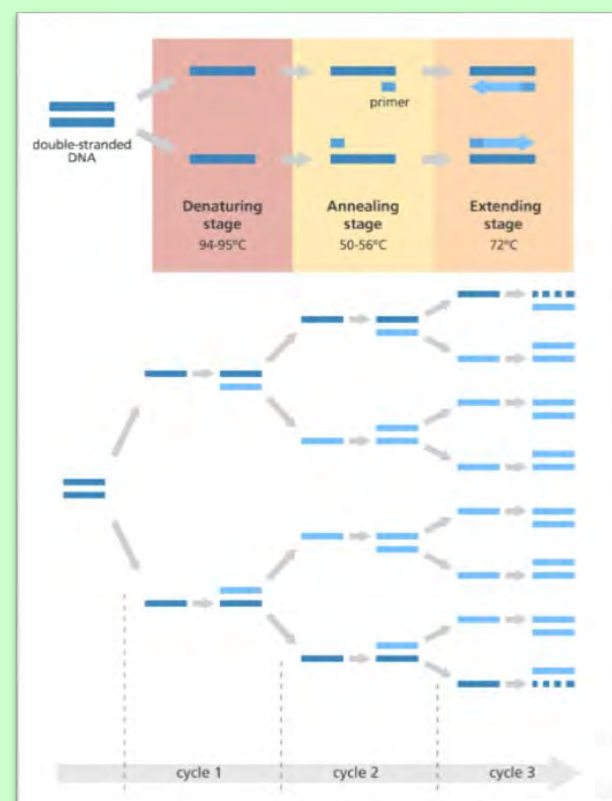 primer
double-stranded
DNA
Denaturing
stage
94-95°C
Annealing
stage
50-56°C
Extending
stage
72°C
cycle 1
cycle 2
cycle 3